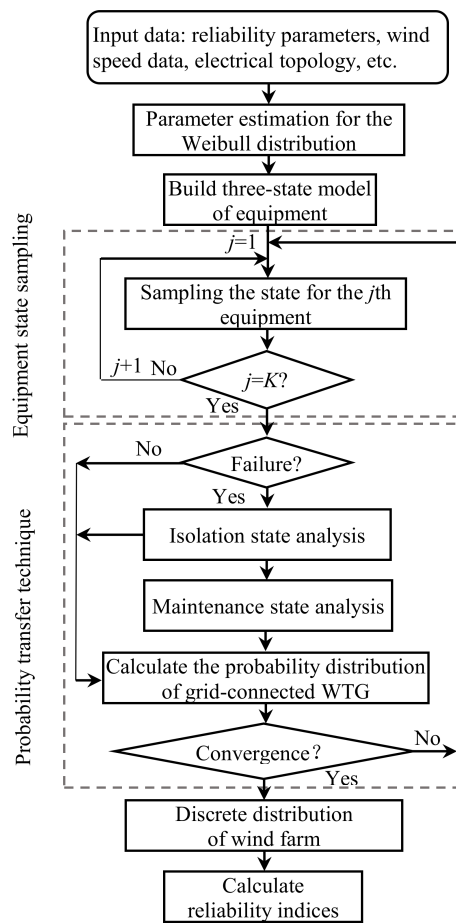 Input data: reliability parameters, wind
speed data, electrical topology, etc.
Parameter estimation for the
Weibull distribution
Build three-state model
of equipment
Equipment state sampling
j=1
Sampling the state for the jth
equipment
j+1 No
j=K?
Yes
Probability transfer technique
No
Failure?
Yes
Isolation state analysis
Maintenance state analysis
Calculate the probability distribution
of grid-connected WTG
Convergence?
No
Yes
Discrete distribution
of wind farm
Calculate
reliability indices